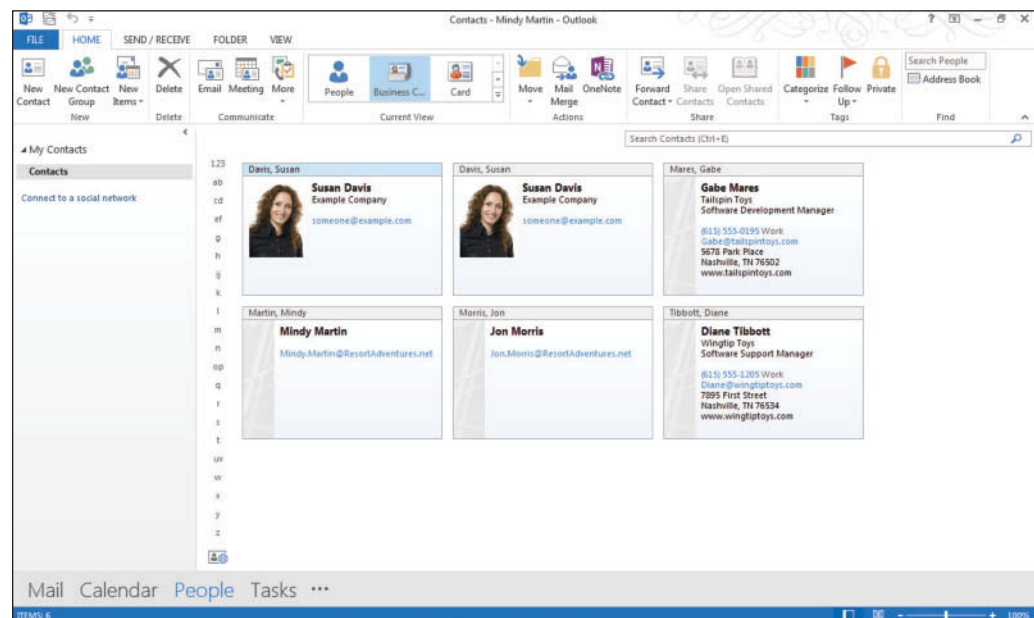 Contacts - Mindy Martin - Outlook
FILE HOME SEND / RECEIVE FOLDER VIEW
New Contact
New Contact Group
New Items
Delete
Email
Meeting
More
People
Business C...
Card
Move
Mail Merge
OneNote
Forward Contact
Share Contacts
Open Shared Contacts
Categorize
Follow Up
Private
Search People
Address Book
New Delete Communicate Current View Actions Share Tags Find
Search Contacts (Ctrl+E)
My Contacts
Contacts
Connect to a social network
123
ab
cd
ef
g
h
ij
k
l
m
n
op
q
r
s
t
uv
w
x
y
z
Davis, Susan
Susan Davis
Example Company
someone@example.com
Davis, Susan
Susan Davis
Example Company
someone@example.com
Mares, Gabe
Gabe Mares
Tailspin Toys
Software Development Manager
(615) 555-0195 Work
Gabe@tailspintoys.com
5678 Park Place
Nashville, TN 76502
www.tailspintoys.com
Martin, Mindy
Mindy Martin
Mindy.Martin@ResortAdventures.net
Morris, Jon
Jon Morris
Jon.Morris@ResortAdventures.net
Tibbott, Diane
Diane Tibbott
Wingtip Toys
Software Support Manager
(615) 555-1205 Work
Diane@wingtiptoys.com
7895 First Street
Nashville, TN 76534
www.wingtiptoys.com
Mail Calendar People Tasks •••
ITEMS: 6
100%